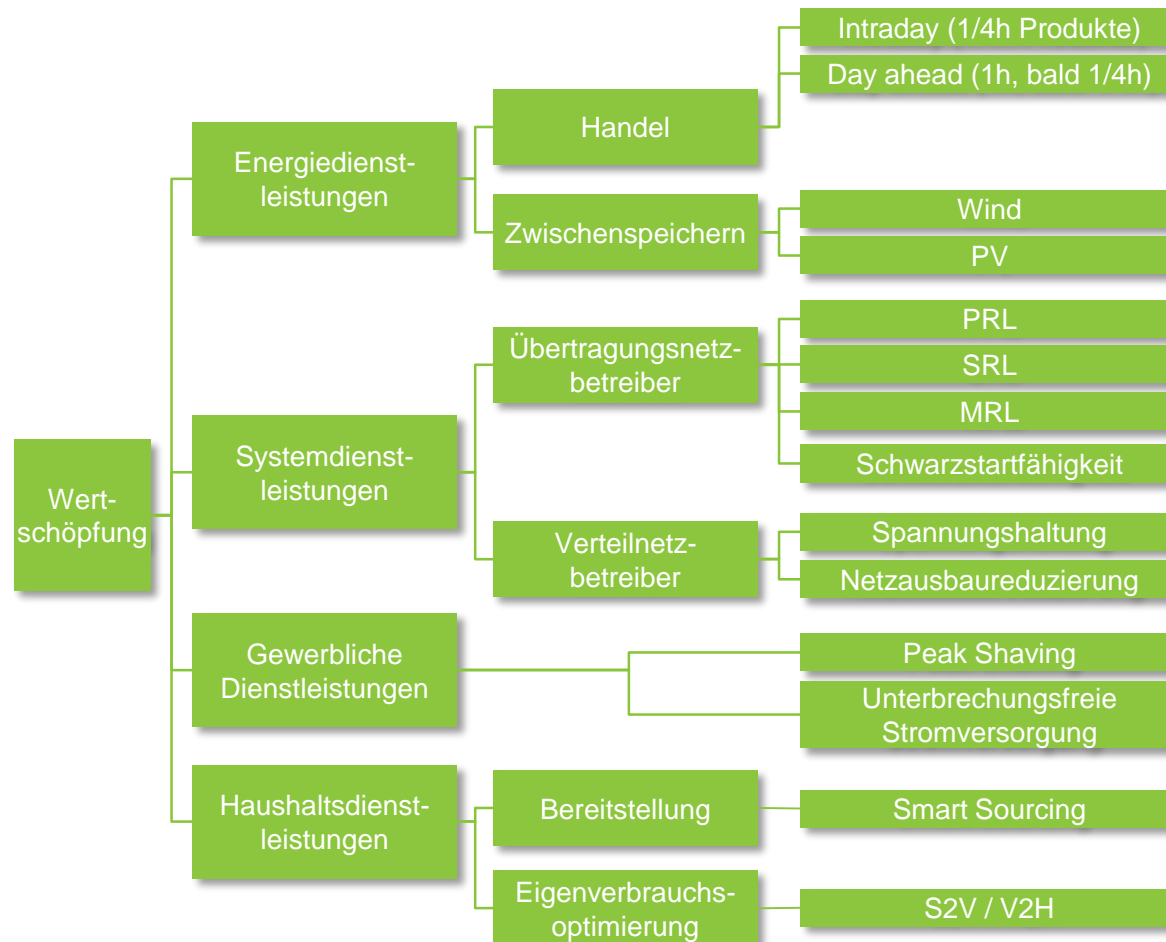 Wert-
schöpfung
Energiedienst-
leistungen
Handel
Intraday (1/4h Produkte)
Day ahead (1h, bald 1/4h)
Zwischenspeichern
Wind
PV
Systemdienst-
leistungen
Übertragungsnetz-
betreiber
PRL
SRL
MRL
Schwarzstartfähigkeit
Verteilnetz-
betreiber
Spannungshaltung
Netzausbaureduzierung
Gewerbliche
Dienstleistungen
Peak Shaving
Unterbrechungsfreie
Stromversorgung
Haushaltsdienst-
leistungen
Bereitstellung
Smart Sourcing
Eigenverbrauchs-
optimierung
S2V / V2H